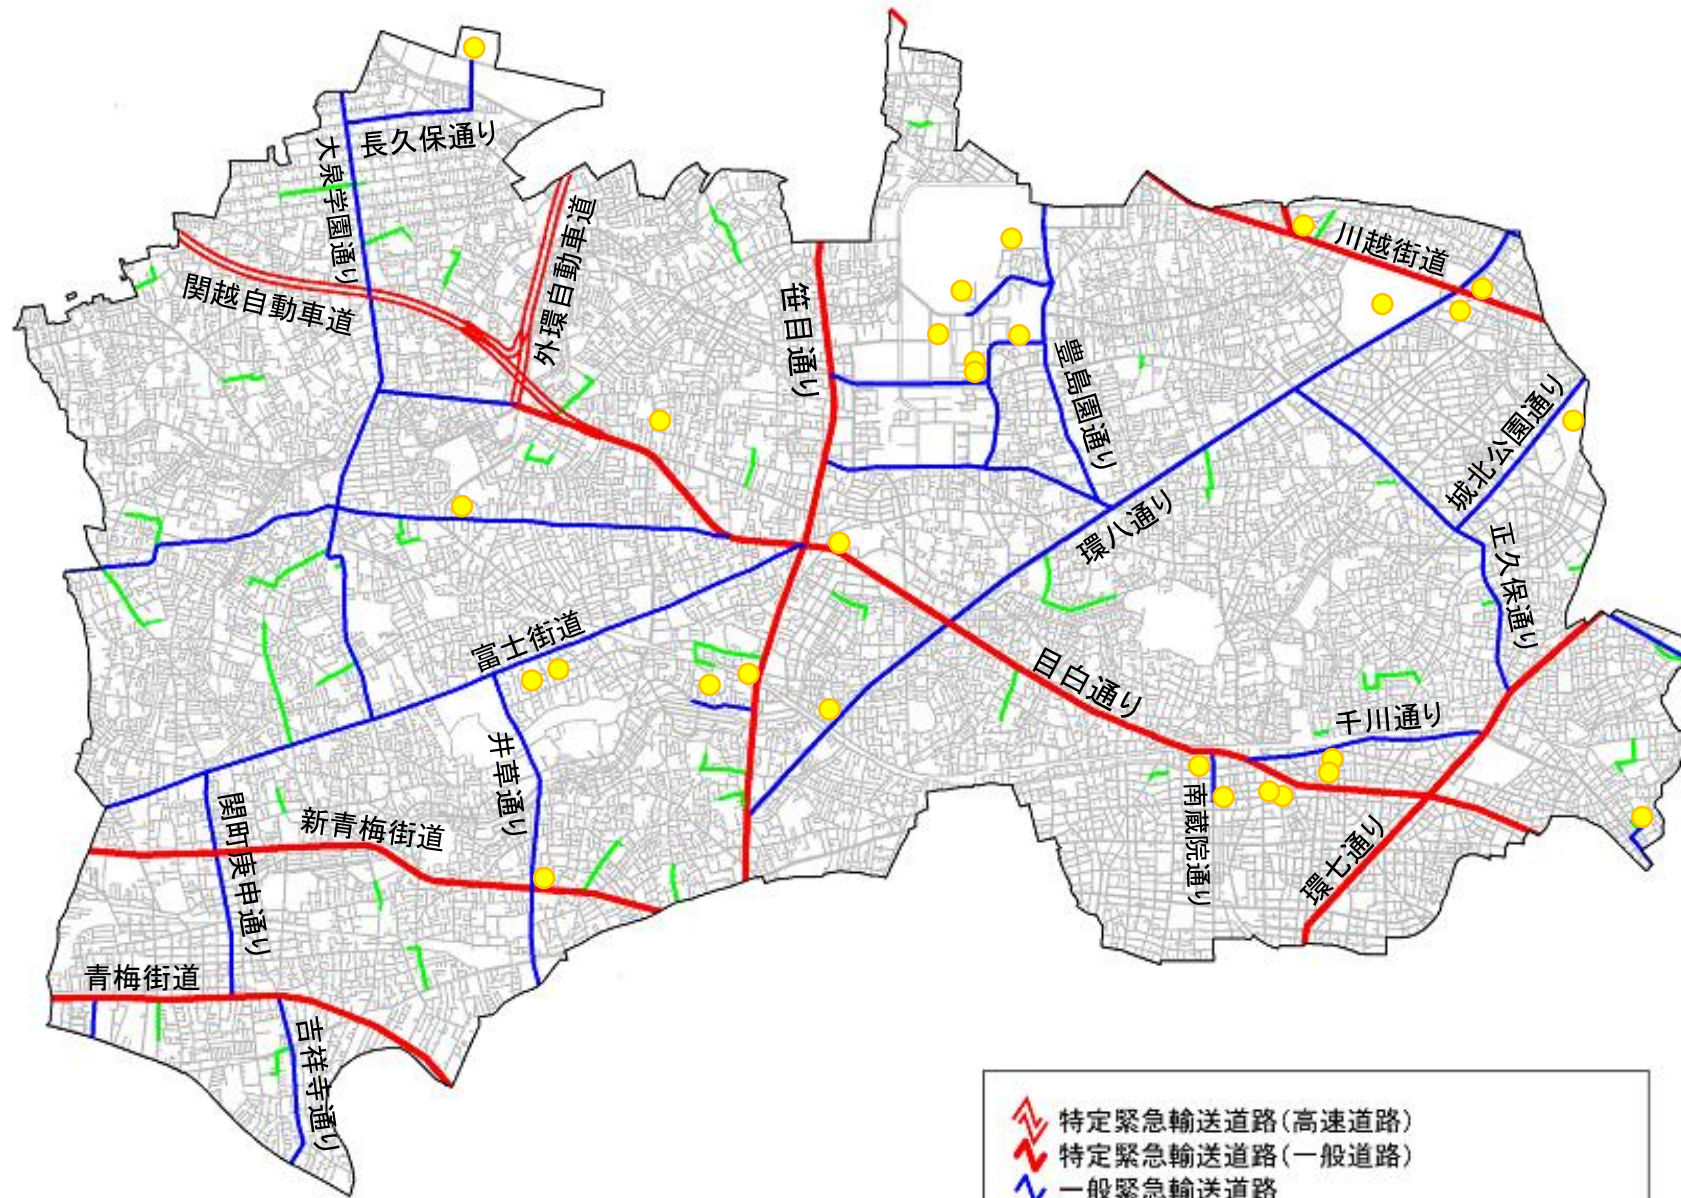 長久保通り
大泉学園通り
関越自動車道
外環自動車道
笹目通り
豊島園通り
川越街道
城北公園通り
環八通り
正久保通り
富士街道
目白通り
千川通り
井草通り
新青梅街道
関町庚申通り
南蔵院通り
環七通り
青梅街道
吉祥寺通り
特定緊急輸送道路(高速道路)
特定緊急輸送道路(一般道路)
一般緊急輸送道路